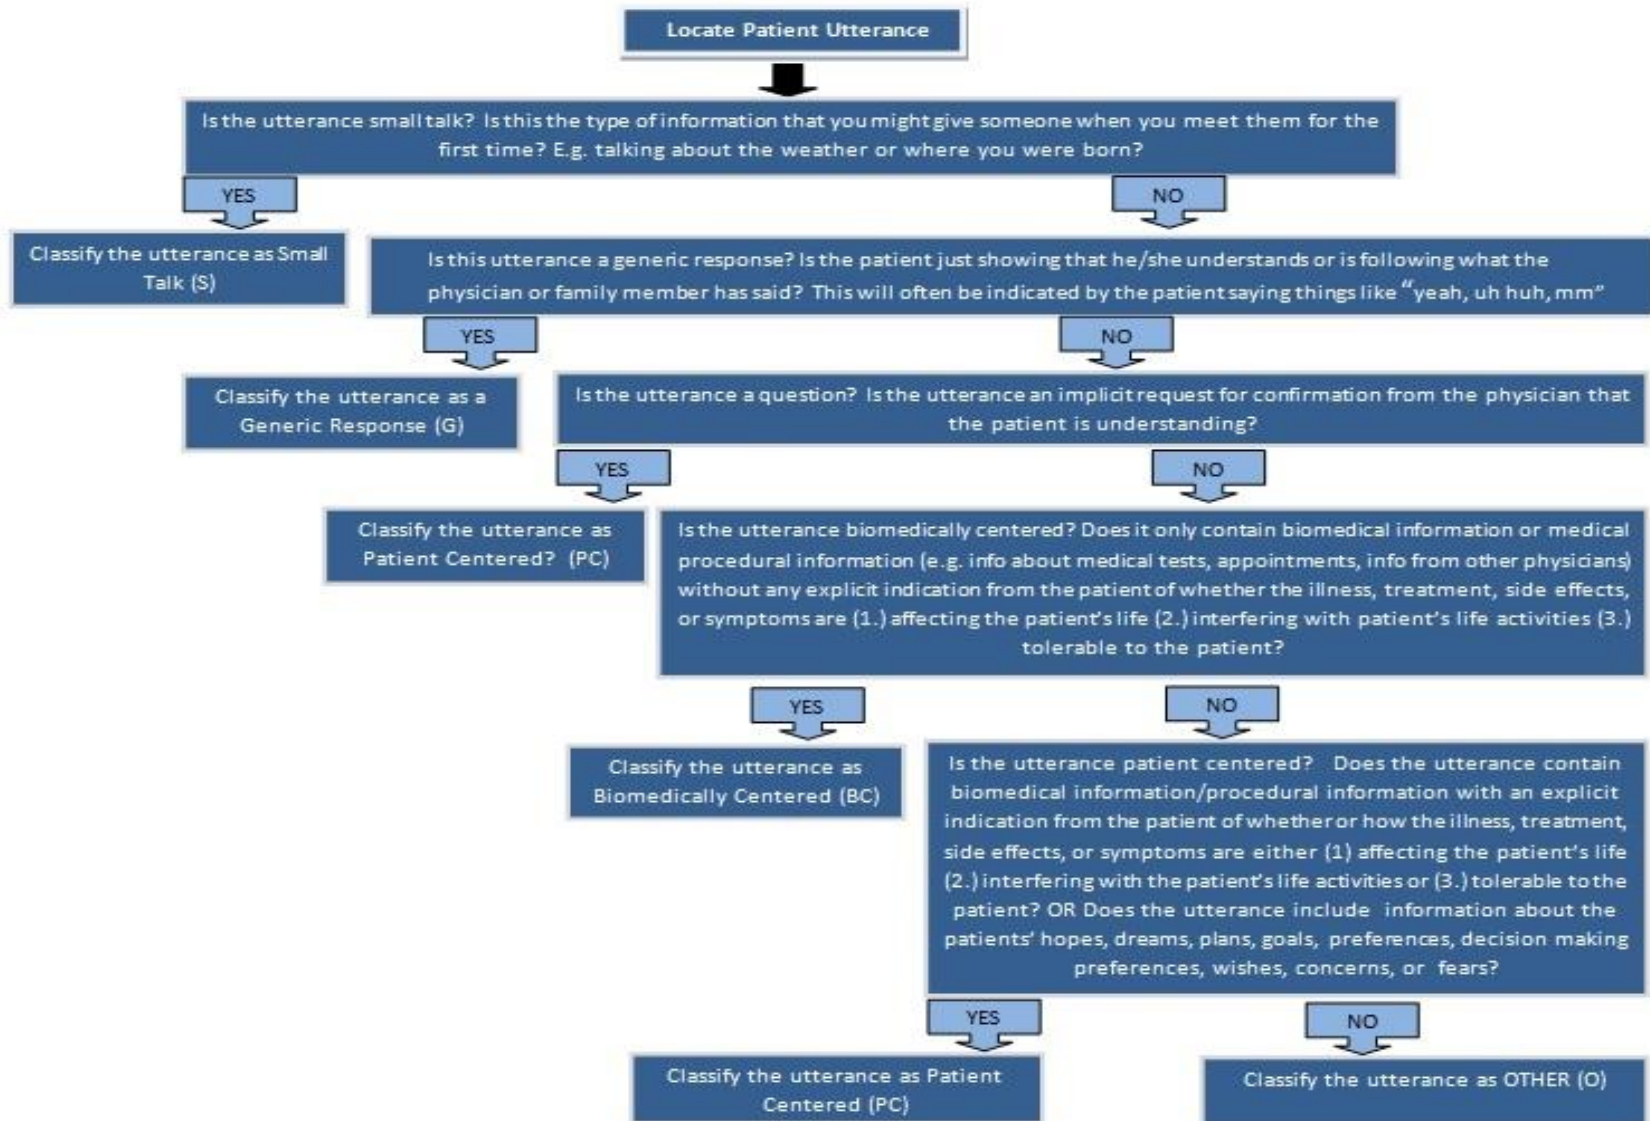 Locate Patient Utterance
Is the utterance small talk? Is this the type of information that you might give someone when you meet them for the
first time? E.g. talking about the weather or where you were born?
YES
NO
Classify the utterance as Small
Talk (S)
Is this utterance a generic response? Is the patient just showing that he/she understands or is following what the
physician or family member has said? This will often be indicated by the patient saying things like “yeah, uh huh, mm”
YES
NO
Classify the utterance as a
Generic Response (G)
Is the utterance a question? Is the utterance an implicit request for confirmation from the physician that
the patient is understanding?
YES
NO
Classify the utterance as
Patient Centered? (PC)
Is the utterance biomedically centered? Does it only contain biomedical information or medical
procedural information (e.g. info about medical tests, appointments, info from other physicians)
without any explicit indication from the patient of whether the illness, treatment, side effects,
or symptoms are (1.) affecting the patient's life (2.) interfering with patient's life activities (3.)
tolerable to the patient?
YES
NO
Classify the utterance as
Biomedically Centered (BC)
Is the utterance patient centered? Does the utterance contain
biomedical information/procedural information with an explicit
indication from the patient of whether or how the illness, treatment,
side effects, or symptoms are either (1) affecting the patient's life
(2.) interfering with the patient's life activities or (3.) tolerable to the
patient? OR Does the utterance include information about the
patients' hopes, dreams, plans, goals, preferences, decision making
preferences, wishes, concerns, or fears?
YES
NO
Classify the utterance as Patient
Centered (PC)
Classify the utterance as OTHER (O)